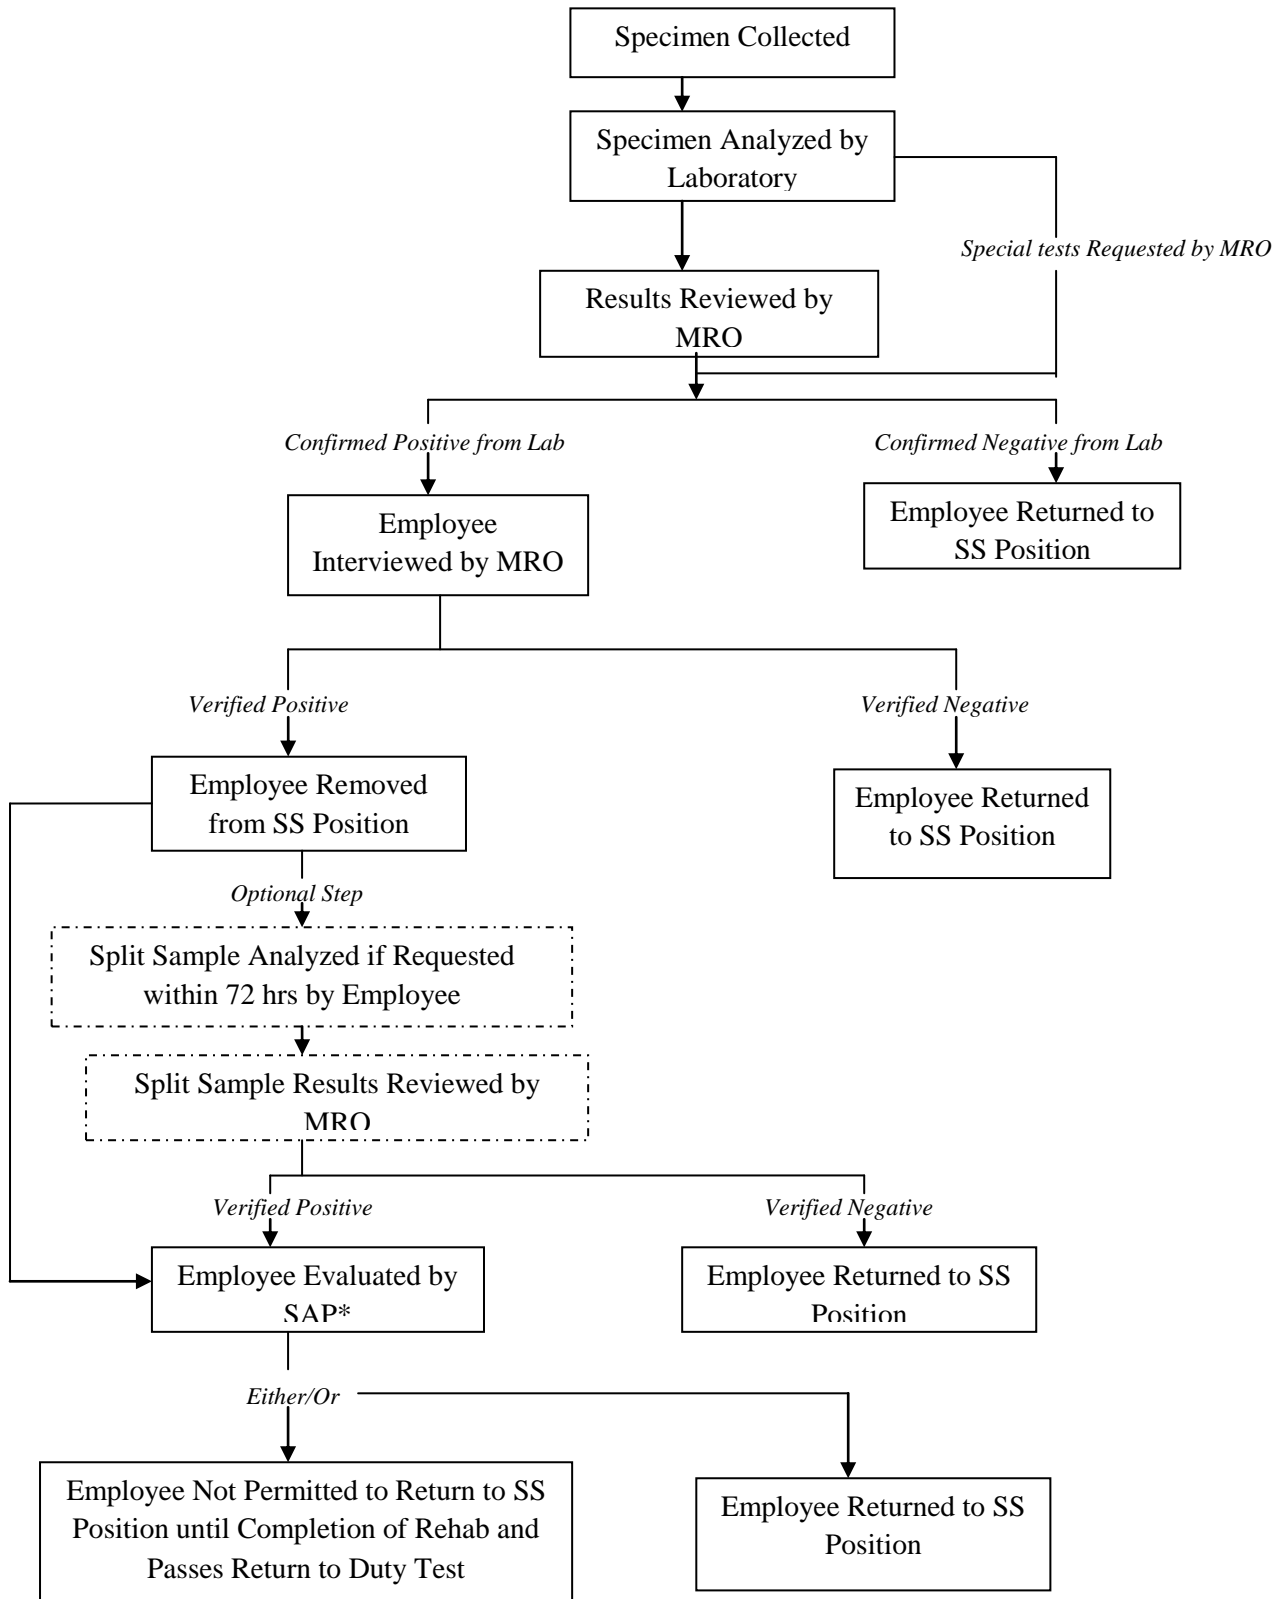 Specimen Collected
Specimen Analyzed by
Laboratory
Special tests Requested by MRO
Results Reviewed by
MRO
Confirmed Positive from Lab
Confirmed Negative from Lab
Employee
Interviewed by MRO
Employee Returned to
SS Position
Verified Positive
Verified Negative
Employee Removed
from SS Position
Employee Returned
to SS Position
Optional Step
Split Sample Analyzed if Requested
within 72 hrs by Employee
Split Sample Results Reviewed by
MRO
Verified Positive
Verified Negative
Employee Evaluated by
SAP*
Employee Returned to SS
Position
Either/Or
Employee Not Permitted to Return to SS
Position until Completion of Rehab and
Passes Return to Duty Test
Employee Returned to SS
Position